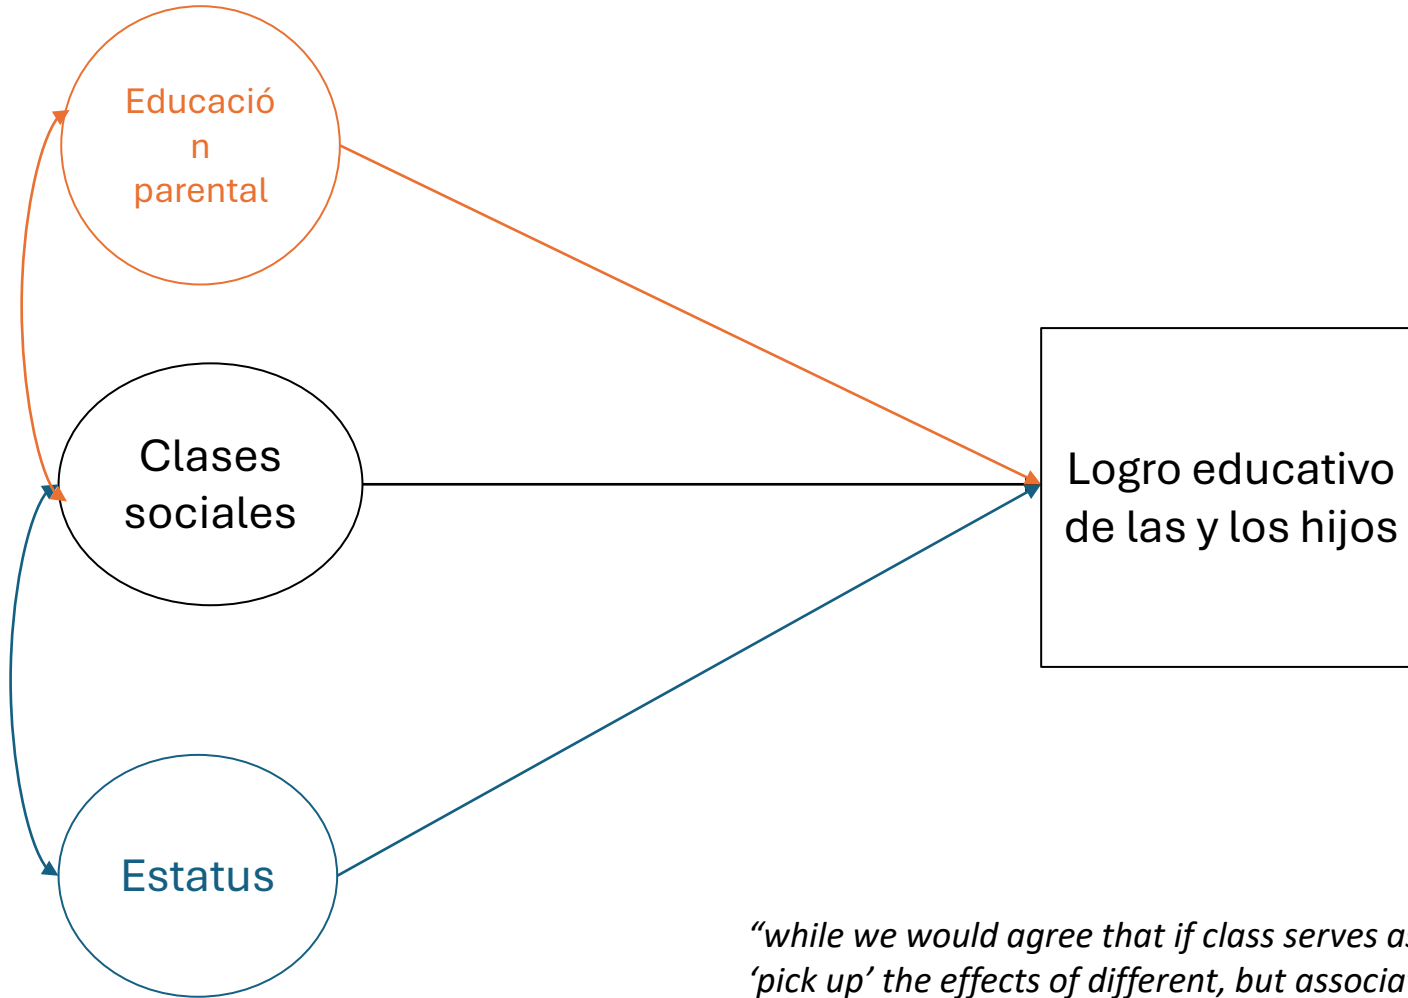 Educació
n
parental
Clases
sociales
Logro educativo
de las y los hijos
Estatus
“while we would agree that if class serves as
‘pick up’ the effects of different, but associa